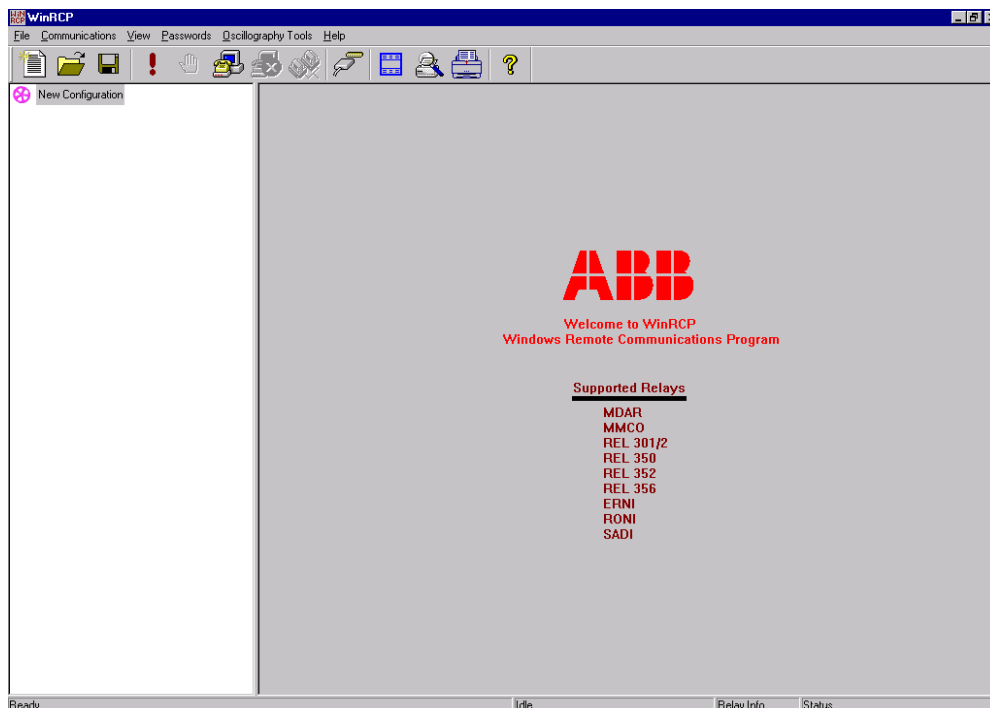 WinRCP
File Communications View Passwords Oscillography Tools Help
New Configuration
ABB
Welcome to WinRCP
Windows Remote Communications Program
Supported Relays
MDAR
MMCO
REL 301/2
REL 350
REL 352
REL 356
ERNI
RONI
SADI
Ready Idle Relay Info Status